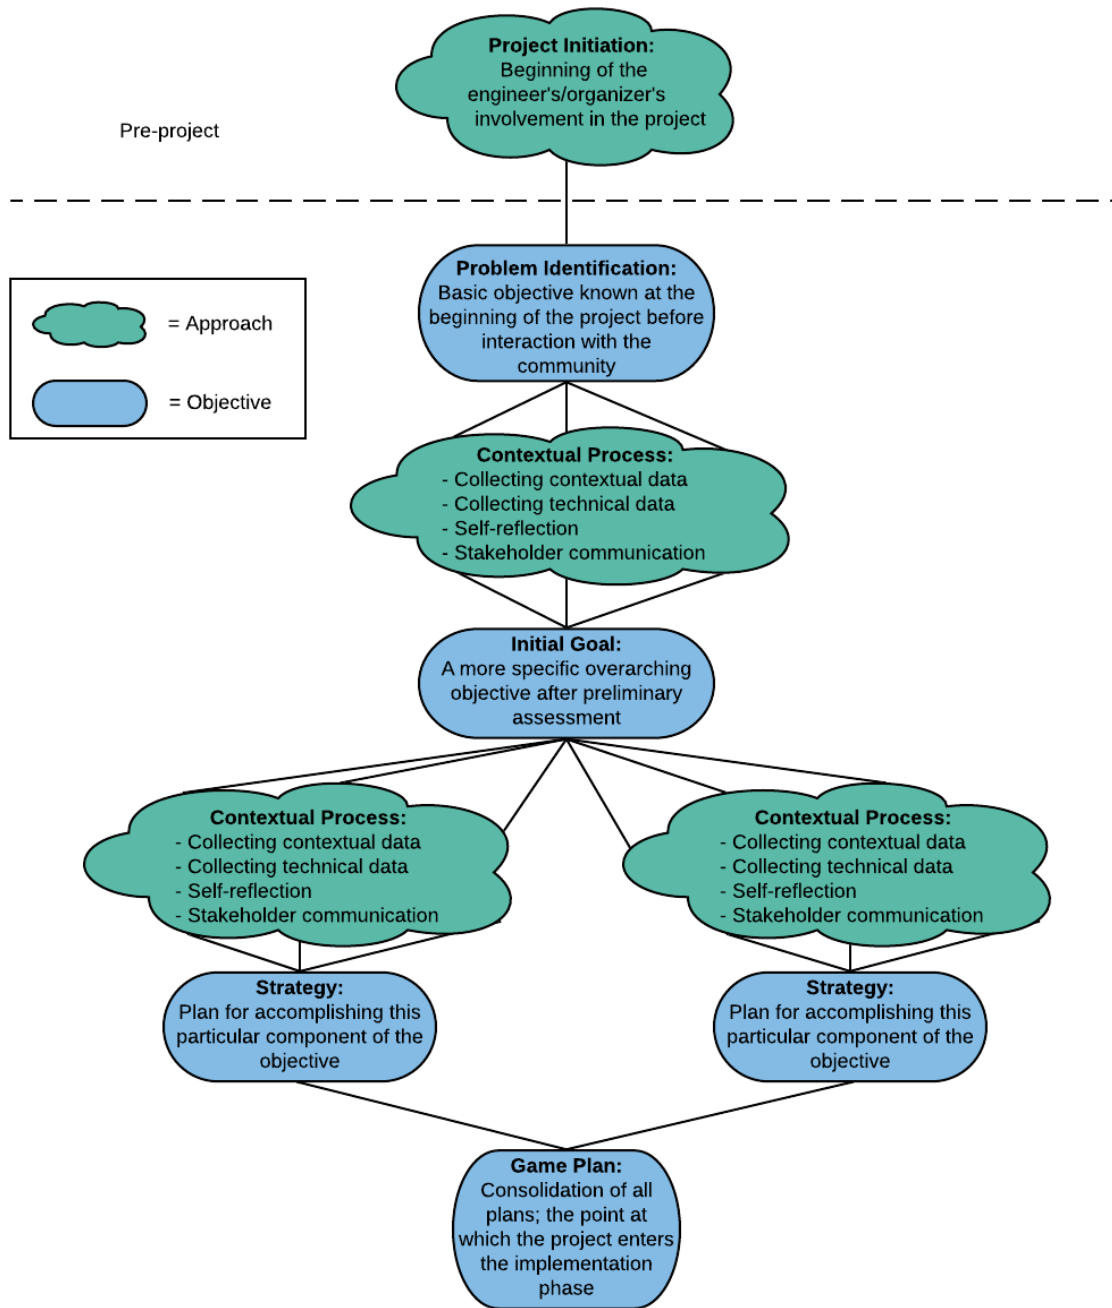 Project Initiation:
Beginning of the
engineer's/organizer's
involvement in the project
Pre-project
Problem Identification:
Basic objective known at the
beginning of the project before
interaction with the
community
= Approach
= Objective
Contextual Process:
- Collecting contextual data
- Collecting technical data
- Self-reflection
- Stakeholder communication
Initial Goal:
A more specific overarching
objective after preliminary
assessment
Contextual Process:
- Collecting contextual data
- Collecting technical data
- Self-reflection
- Stakeholder communication
Contextual Process:
- Collecting contextual data
- Collecting technical data
- Self-reflection
- Stakeholder communication
Strategy:
Plan for accomplishing this
particular component of the
objective
Strategy:
Plan for accomplishing this
particular component of the
objective
Game Plan:
Consolidation of all
plans; the point at
which the project enters
the implementation
phase